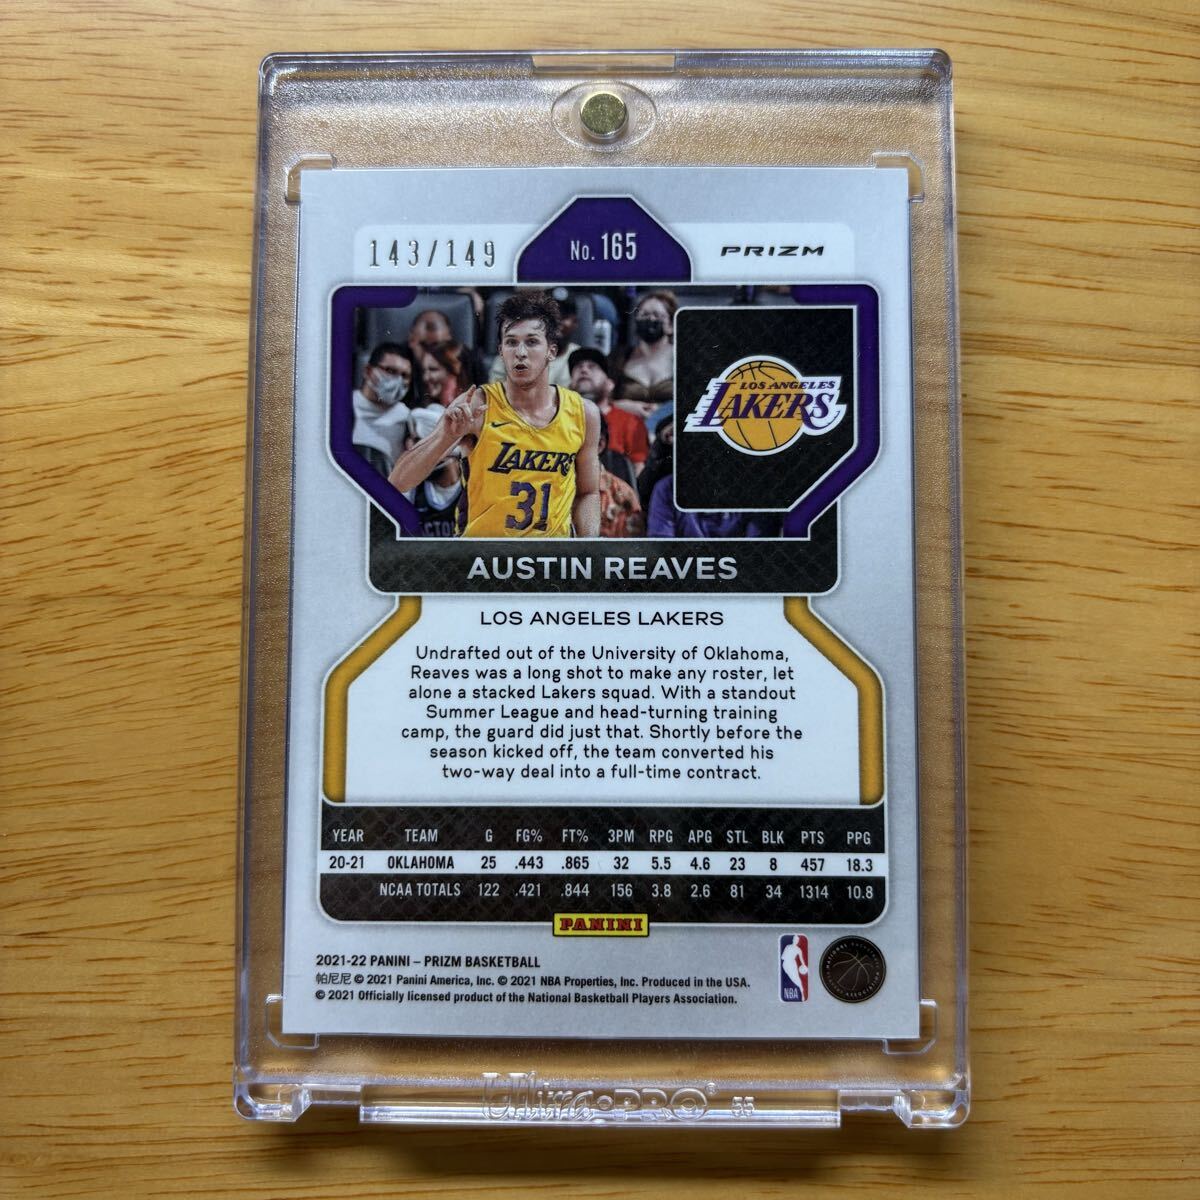 143/149
No. 165
PRIZM
LOS ANGELES
LAKERS
LAKERS
31
AUSTIN REAVES
LOS ANGELES LAKERS
Undrafted out of the University of Oklahoma,
Reaves was a long shot to make any roster, let
alone a stacked Lakers squad. With a standout
Summer League and head-turning training
camp, the guard did just that. Shortly before the
season kicked off, the team converted his
two-way deal into a full-time contract.
YEAR TEAM G FG% FT% 3PM RPG APG STL BLK PTS PPG
20-21 OKLAHOMA 25 .443 .865 32 5.5 4.6 23 8 457 18.3
NCAA TOTALS 122 .421 .844 156 3.8 2.6 81 34 1314 10.8
PANINI
2021-22 PANINI – PRIZM BASKETBALL
帕尼尼 © 2021 Panini America, Inc. © 2021 NBA Properties, Inc. Produced in the USA.
© 2021 Officially licensed product of the National Basketball Players Association.
NBA
Ultra•PRO® 55